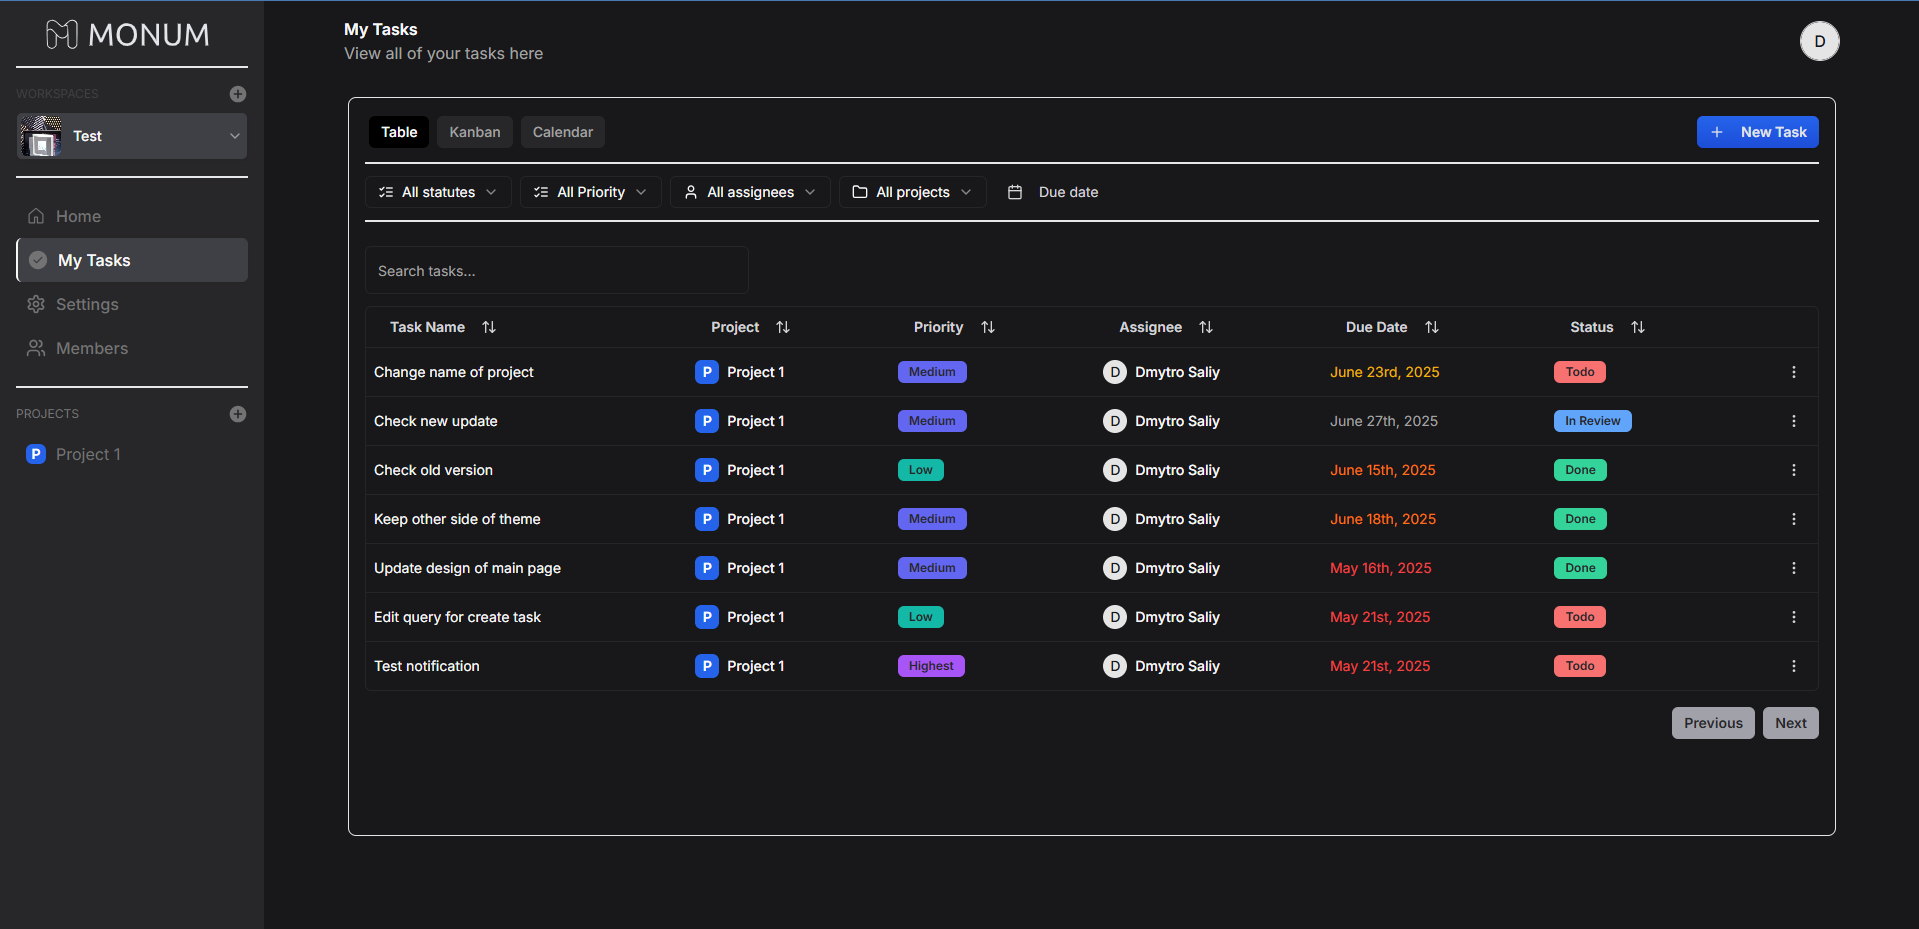 MONUM
WORKSPACES
Test
Home
My Tasks
Settings
Members
PROJECTS
P Project 1
My Tasks
View all of your tasks here
D
Table Kanban Calendar
New Task
All statutes All Priority All assignees All projects Due date
Search tasks...
Task Name Project Priority Assignee Due Date Status
Change name of project P Project 1 Medium D Dmytro Saliy June 23rd, 2025 Todo
Check new update P Project 1 Medium D Dmytro Saliy June 27th, 2025 In Review
Check old version P Project 1 Low D Dmytro Saliy June 15th, 2025 Done
Keep other side of theme P Project 1 Medium D Dmytro Saliy June 18th, 2025 Done
Update design of main page P Project 1 Medium D Dmytro Saliy May 16th, 2025 Done
Edit query for create task P Project 1 Low D Dmytro Saliy May 21st, 2025 Todo
Test notification P Project 1 Highest D Dmytro Saliy May 21st, 2025 Todo
Previous Next